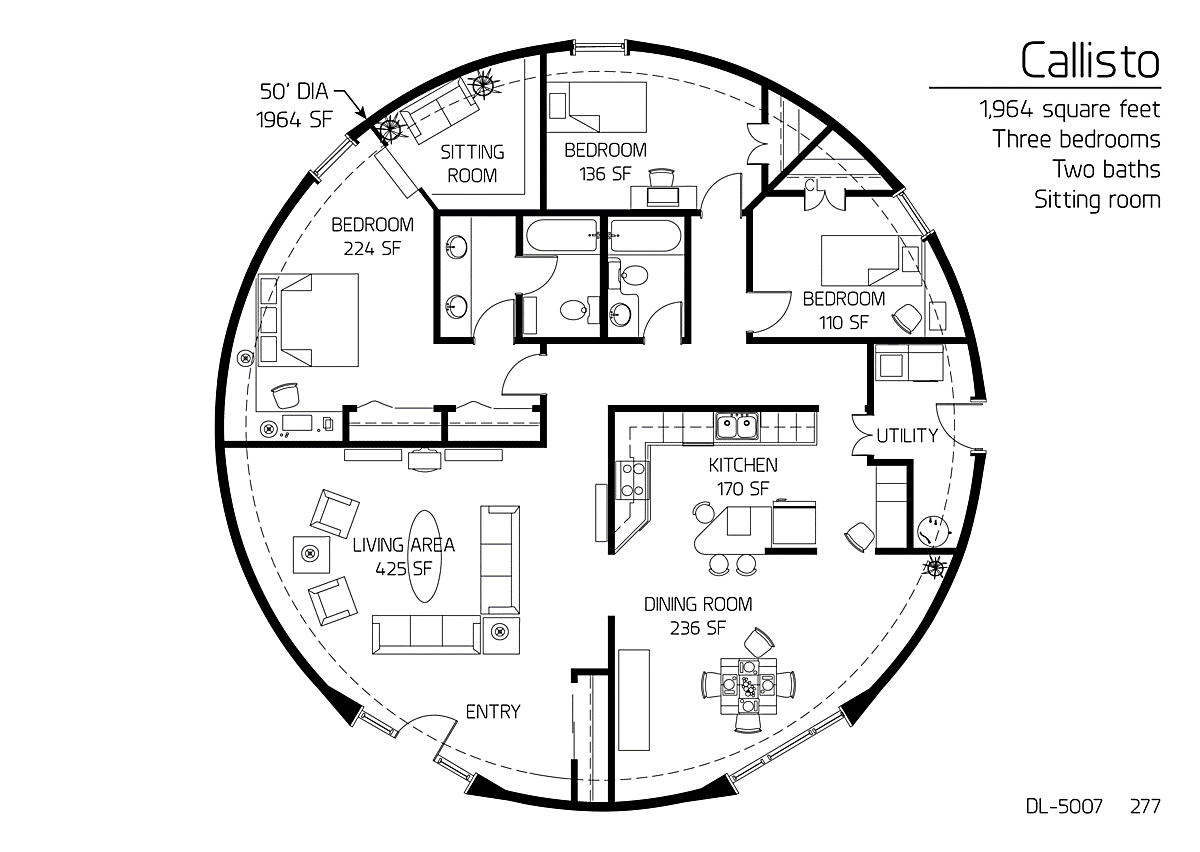 Callisto
1,964 square feet
Three bedrooms
Two baths
Sitting room
50' DIA
1964 SF
SITTING
ROOM
BEDROOM
136 SF
CL
BEDROOM
224 SF
BEDROOM
110 SF
UTILITY
KITCHEN
170 SF
LIVING AREA
425 SF
DINING ROOM
236 SF
ENTRY
DL-5007 277